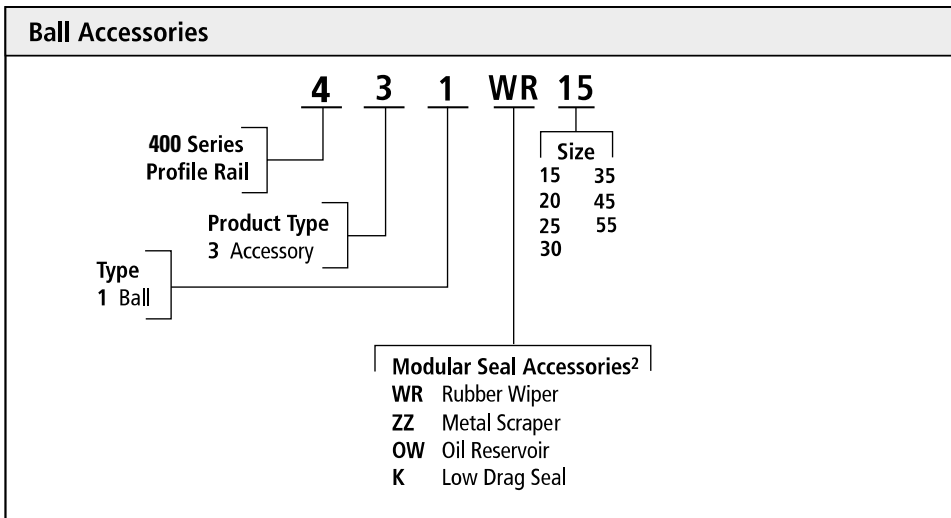 Ball Accessories
4 3 1 WR 15
400 Series
Profile Rail
Product Type
3 Accessory
Type
1 Ball
Size
15 35
20 45
25 55
30
Modular Seal Accessories2
WR Rubber Wiper
ZZ Metal Scraper
OW Oil Reservoir
K Low Drag Seal